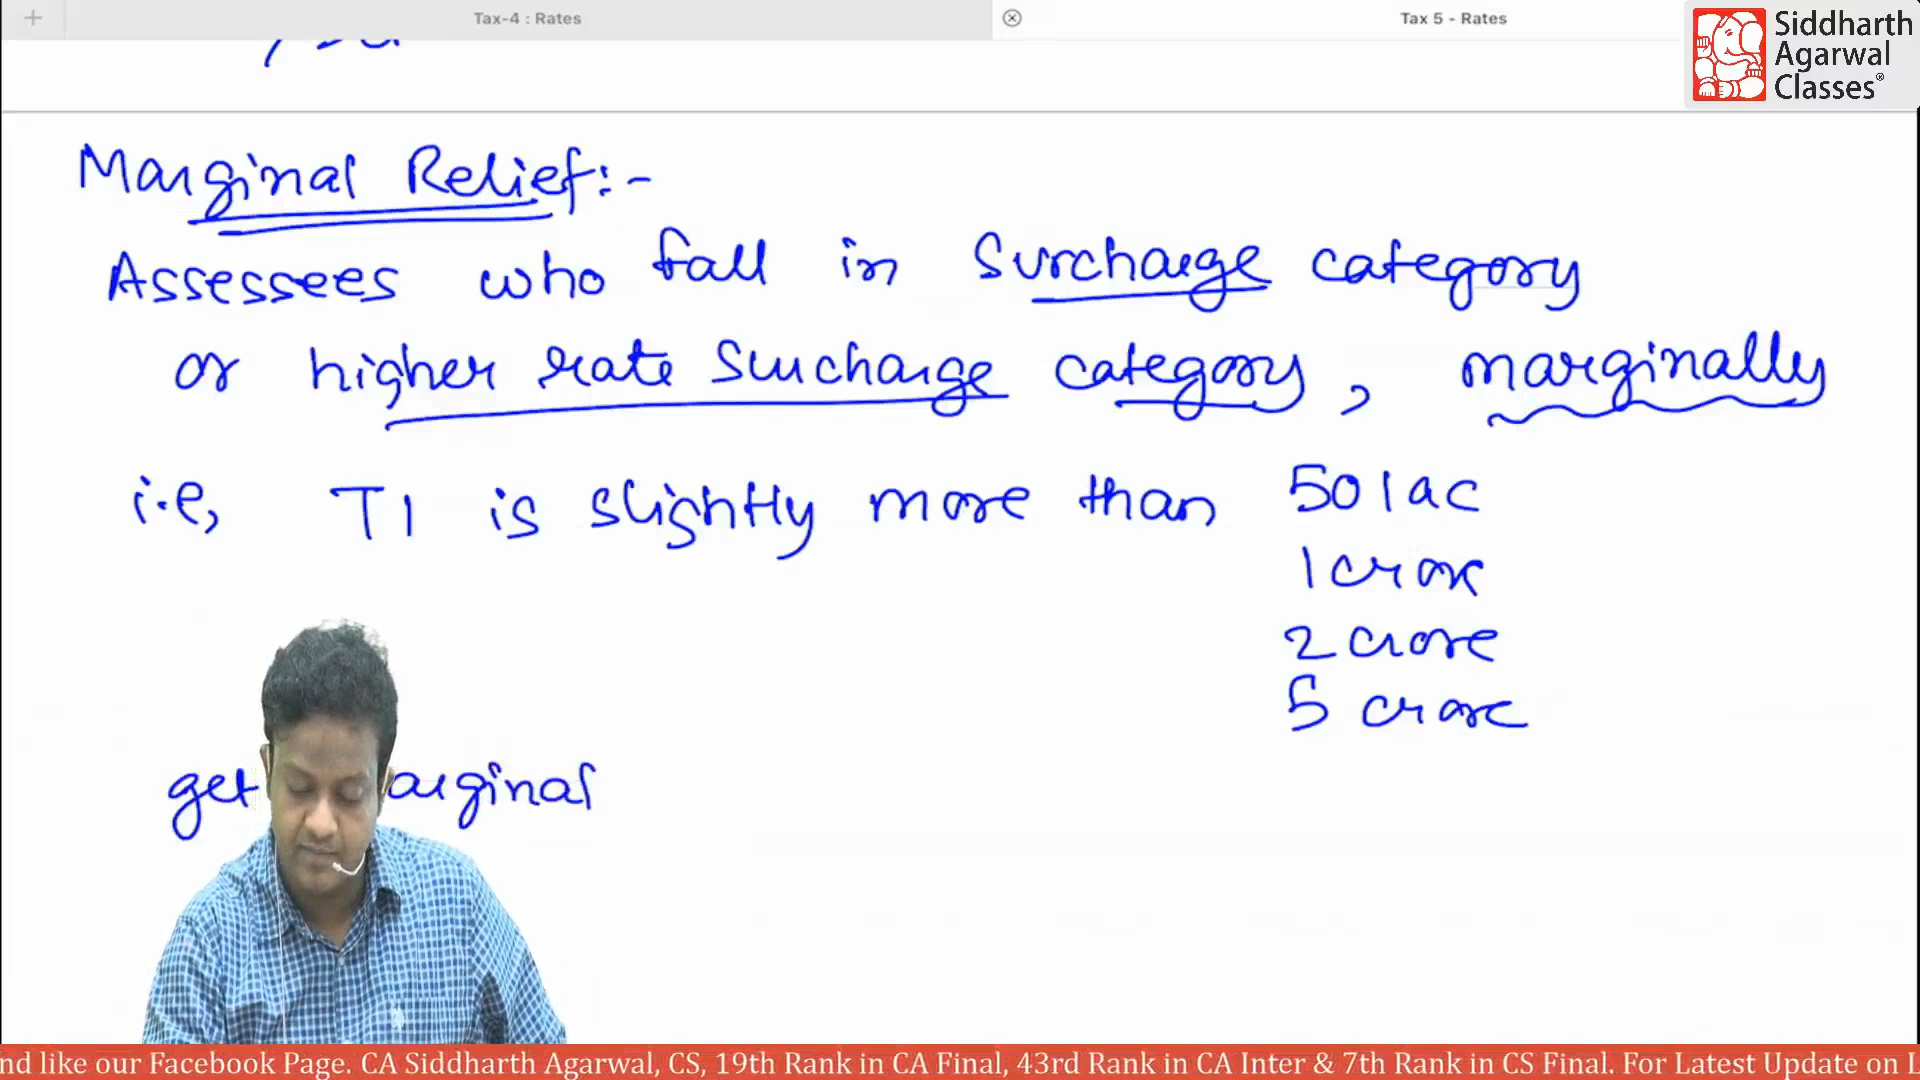 Tax-4 : Rates
Tax 5 - Rates
Siddharth
Agarwal
Classes®
Marginal Relief:-
Assessees who fall in Surcharge category
or higher rate Surcharge category, marginally
i.e, TI is slightly more than 50 lac
1 crore
2 crore
5 crore
get arginal
nd like our Facebook Page. CA Siddharth Agarwal, CS, 19th Rank in CA Final, 43rd Rank in CA Inter & 7th Rank in CS Final. For Latest Update on L